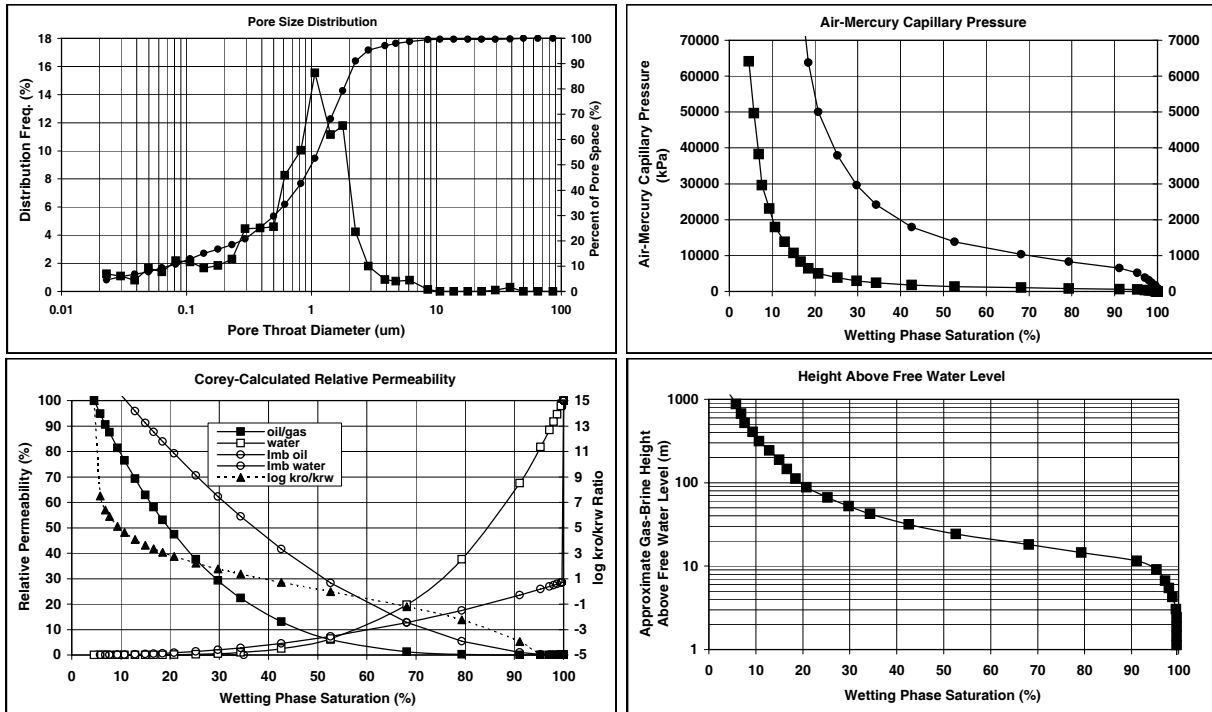 Pore Size Distribution
18
16
14
12
10
8
6
4
2
0
Distribution Freq. (%)
100
90
80
70
60
50
40
30
20
10
0
Percent of Pore Space (%)
0.01 0.1 1 10 100
Pore Throat Diameter (um)
Air-Mercury Capillary Pressure
70000
60000
50000
40000
30000
20000
10000
0
Air-Mercury Capillary Pressure
(kPa)
7000
6000
5000
4000
3000
2000
1000
0
0 10 20 30 40 50 60 70 80 90 100
Wetting Phase Saturation (%)
Corey-Calculated Relative Permeability
100
90
80
70
60
50
40
30
20
10
0
Relative Permeability (%)
oil/gas
water
Imb oil
Imb water
log kro/krw
15
13
11
9
7
5
3
1
-1
-3
-5
log kro/krw Ratio
0 10 20 30 40 50 60 70 80 90 100
Wetting Phase Saturation (%)
Height Above Free Water Level
1000
100
10
1
Approximate Gas-Brine Height
Above Free Water Level (m)
0 10 20 30 40 50 60 70 80 90 100
Wetting Phase Saturation (%)